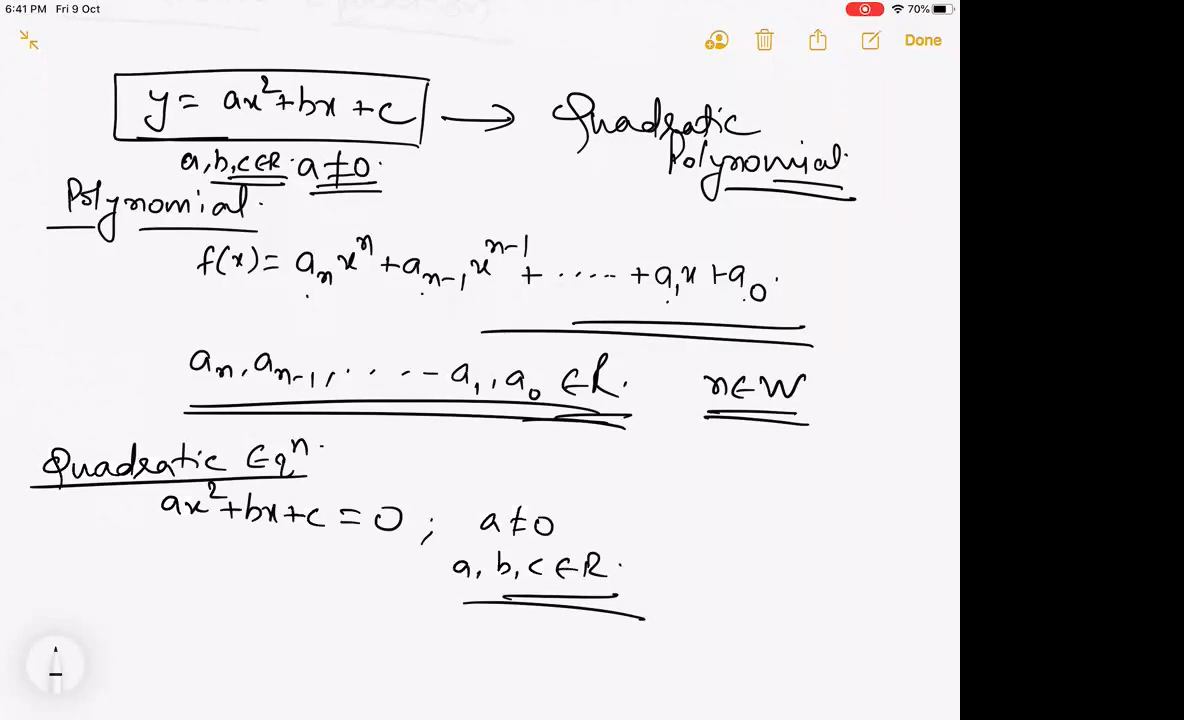 6:41 PM Fri 9 Oct 70%
Done
y = ax²+bx+c → Quadratic Polynomial.
a,b,c∈R. a≠0.
Polynomial.
f(x) = aₙxⁿ + aₙ₋₁xⁿ⁻¹ + ..... + a₁x + a₀.
aₙ, aₙ₋₁, .... - a₁, a₀ ∈R. n∈W
Quadratic Eqⁿ.
ax²+bx+c = 0 ; a≠0
a, b, c ∈R.